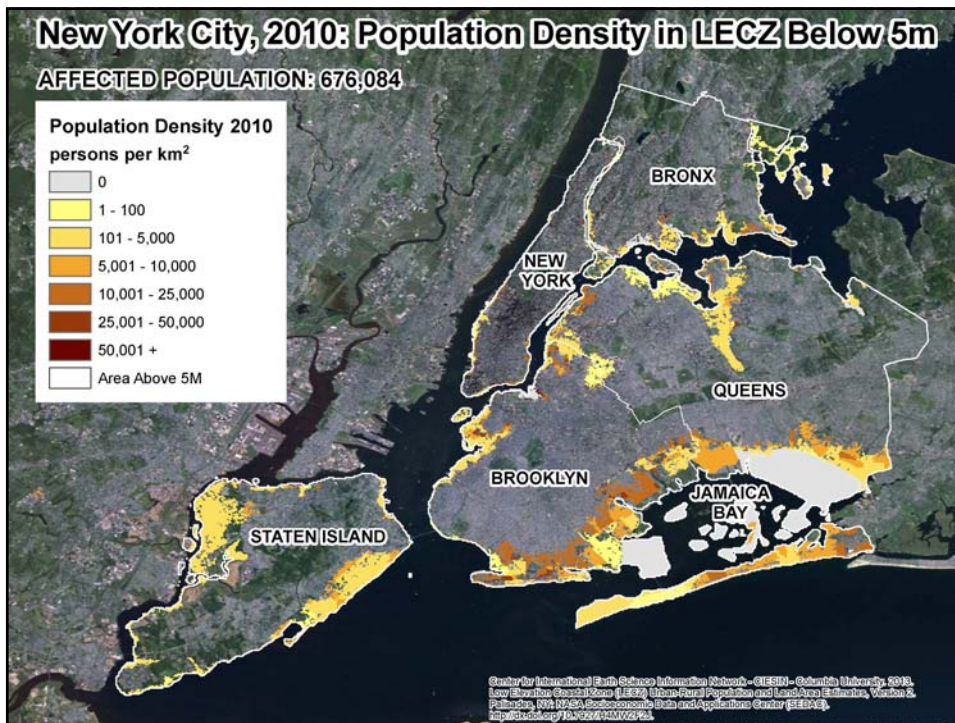 New York City, 2010: Population Density in LECZ Below 5m
AFFECTED POPULATION: 676,084
Population Density 2010
persons per km²
0
1 - 100
101 - 5,000
5,001 - 10,000
10,001 - 25,000
25,001 - 50,000
50,001 +
Area Above 5M
BRONX
NEW
YORK
QUEENS
BROOKLYN
JAMAICA
BAY
STATEN ISLAND
Center for International Earth Science Information Network - CIESIN - Columbia University. 2013.
Low Elevation Coastal Zone (LECZ) Urban-Rural Population and Land Area Estimates, Version 2.
Palisades, NY: NASA Socioeconomic Data and Applications Center (SEDAC).